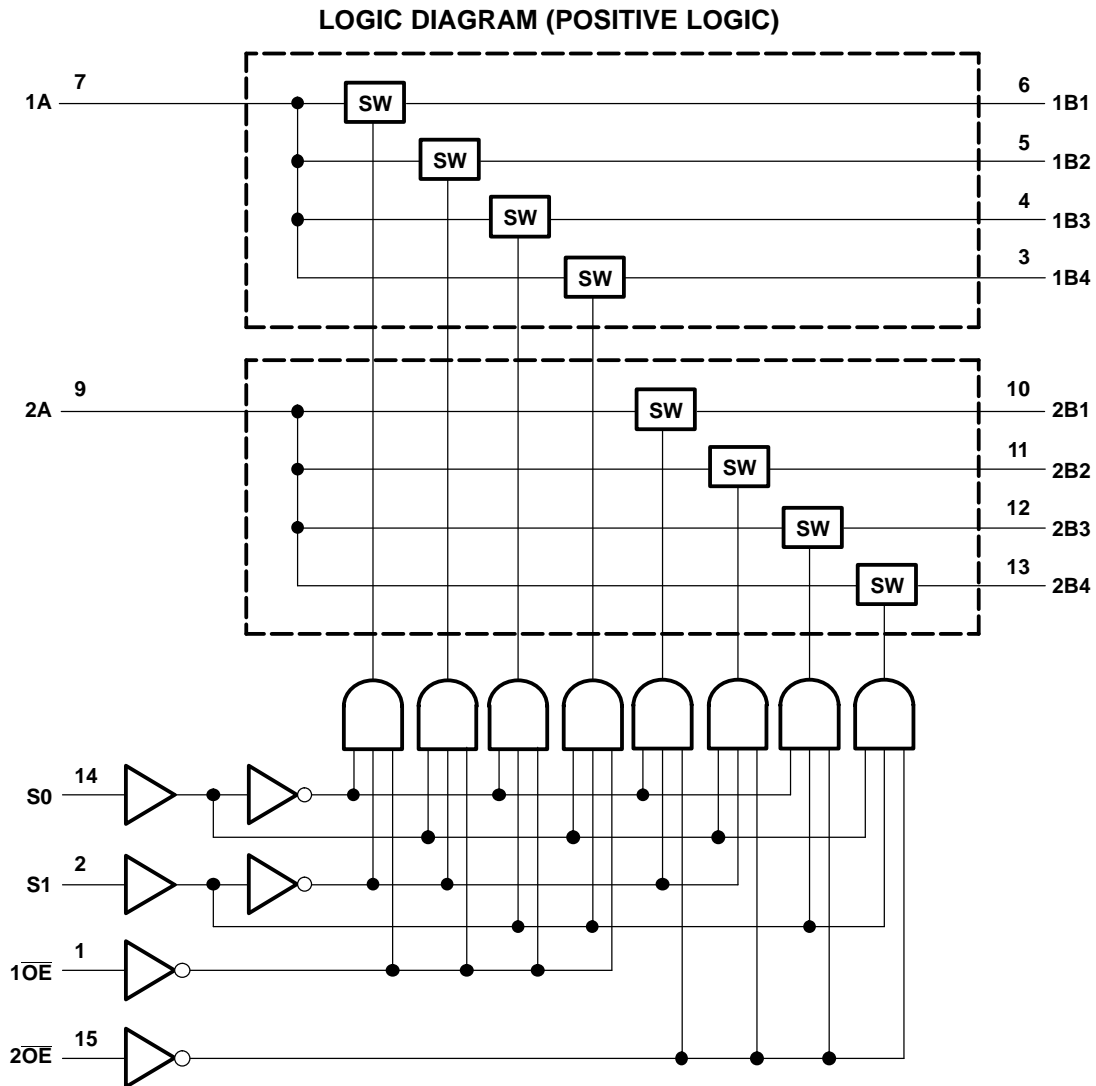 LOGIC DIAGRAM (POSITIVE LOGIC)
1A 7 SW 6 1B1
SW 5 1B2
SW 4 1B3
SW 3 1B4
2A 9 SW 10 2B1
SW 11 2B2
SW 12 2B3
SW 13 2B4
S0 14
S1 2
1O̅E̅ 1
2O̅E̅ 15